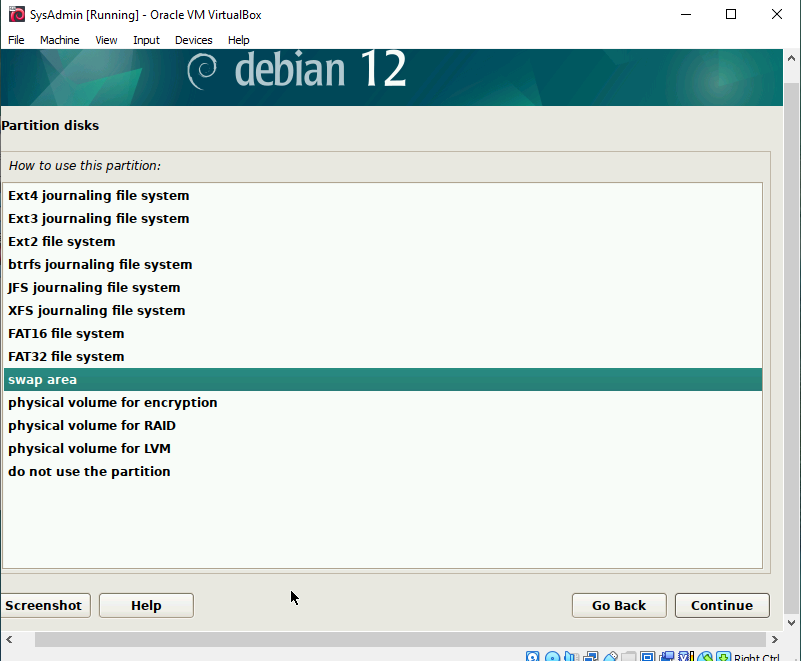 SysAdmin [Running] - Oracle VM VirtualBox
File Machine View Input Devices Help
debian 12
Partition disks
How to use this partition:
Ext4 journaling file system
Ext3 journaling file system
Ext2 file system
btrfs journaling file system
JFS journaling file system
XFS journaling file system
FAT16 file system
FAT32 file system
swap area
physical volume for encryption
physical volume for RAID
physical volume for LVM
do not use the partition
Screenshot Help Go Back Continue
Right Ctrl